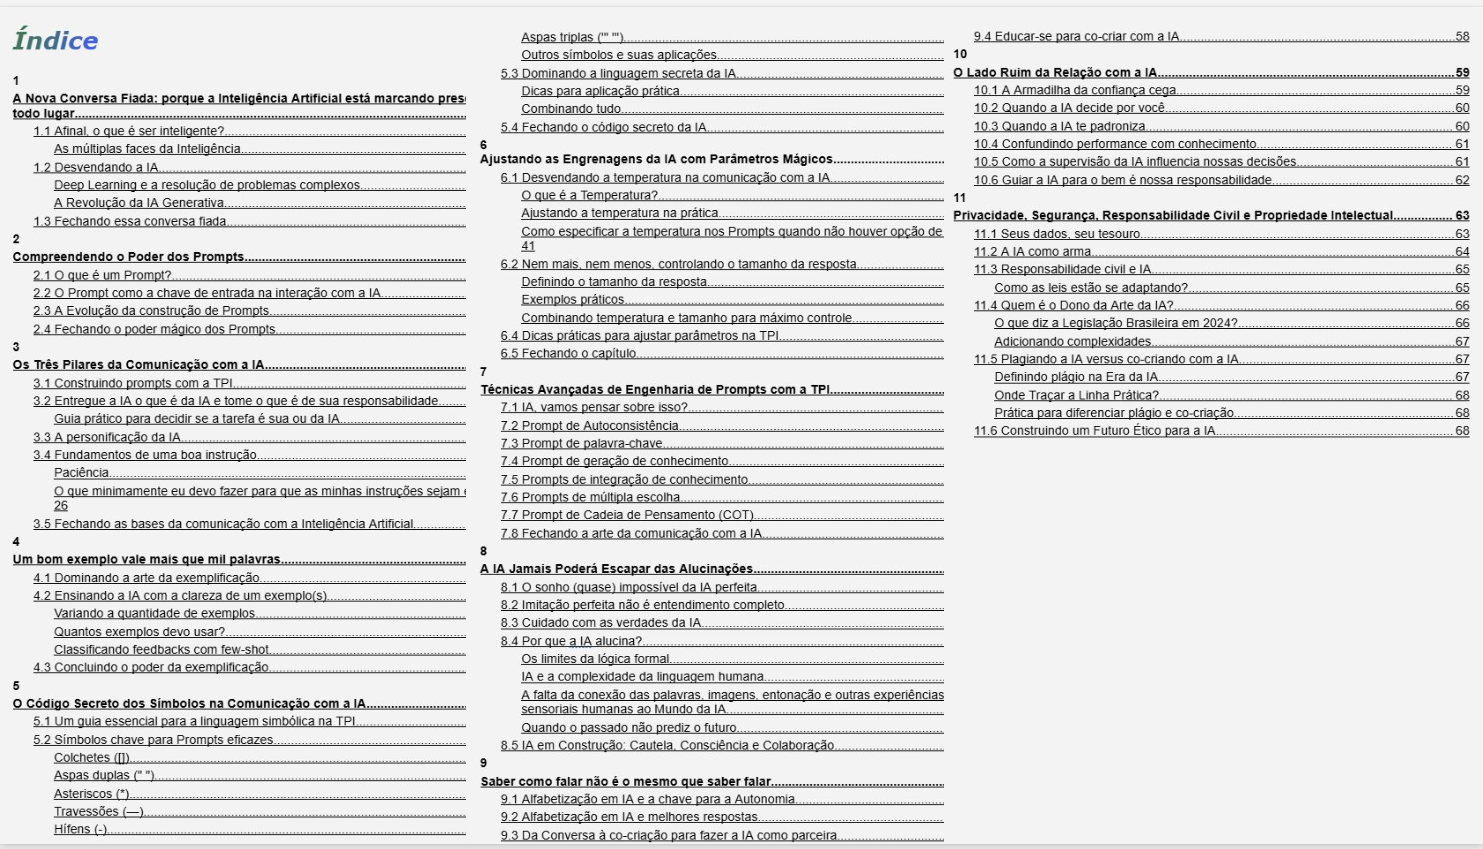 Índice
1
A Nova Conversa Fiada: porque a Inteligência Artificial está marcando
todo lugar
1.1 Afinal, o que é ser inteligente?
As múltiplas faces da Inteligência
1.2 Desvendando a IA
Deep Learning e a resolução de problemas complexos
A Revolução da IA Generativa
1.3 Fechando essa conversa fiada
2
Compreendendo o Poder dos Prompts
2.1 O que é um Prompt?
2.2 O Prompt como a chave de entrada na interação com a IA
2.3 A Evolução da construção de Prompts
2.4 Fechando o poder mágico dos Prompts
3
Os Três Pilares da Comunicação com a IA
3.1 Construindo prompts com a TPI
3.2 Entregue a IA o que é da IA e tome o que é de sua responsabilidade
Guia prático para decidir se a tarefa é sua ou da IA
3.3 A personificação da IA
3.4 Fundamentos de uma boa instrução
Paciência
O que minimamente eu devo fazer para que as minhas instruções sejam
26
3.5 Fechando as bases da comunicação com a Inteligência Artificial
4
Um bom exemplo vale mais que mil palavras
4.1 Dominando a arte da exemplificação
4.2 Ensinando a IA com a clareza de um exemplo(s)
Variando a quantidade de exemplos
Quantos exemplos devo usar?
Classificando feedbacks com few-shot
4.3 Concluindo o poder da exemplificação
5
O Código Secreto dos Símbolos na Comunicação com a IA
5.1 Um guia essencial para a linguagem simbólica na TPI
5.2 Símbolos chave para Prompts eficazes
Colchetes ([])
Aspas duplas (" ")
Asteriscos (*)
Travessões (—)
Hífens (-)
Aspas triplas (''' ''')
Outros símbolos e suas aplicações
5.3 Dominando a linguagem secreta da IA
Dicas para aplicação prática
Combinando tudo
5.4 Fechando o código secreto da IA
6
Ajustando as Engrenagens da IA com Parâmetros Mágicos
6.1 Desvendando a temperatura na comunicação com a IA
O que é a Temperatura?
Ajustando a temperatura na prática
Como especificar a temperatura nos Prompts quando não houver opção de
41
6.2 Nem mais, nem menos, controlando o tamanho da resposta
Definindo o tamanho da resposta
Exemplos práticos
Combinando temperatura e tamanho para máximo controle
6.4 Dicas práticas para ajustar parâmetros na TPI
6.5 Fechando o capítulo
7
Técnicas Avançadas de Engenharia de Prompts com a TPI
7.1 IA, vamos pensar sobre isso?
7.2 Prompt de Autoconsistência
7.3 Prompt de palavra-chave
7.4 Prompt de geração de conhecimento
7.5 Prompts de integração de conhecimento
7.6 Prompts de múltipla escolha
7.7 Prompt de Cadeia de Pensamento (COT)
7.8 Fechando a arte da comunicação com a IA
8
A IA Jamais Poderá Escapar das Alucinações
8.1 O sonho (quase) impossível da IA perfeita
8.2 Imitação perfeita não é entendimento completo
8.3 Cuidado com as verdades da IA
8.4 Por que a IA alucina?
Os limites da lógica formal
IA e a complexidade da linguagem humana
A falta da conexão das palavras, imagens, entonação e outras experiências
sensoriais humanas ao Mundo da IA
Quando o passado não prediz o futuro
8.5 IA em Construção: Cautela, Consciência e Colaboração
9
Saber como falar não é o mesmo que saber falar
9.1 Alfabetização em IA e a chave para a Autonomia
9.2 Alfabetização em IA e melhores respostas
9.3 Da Conversa à co-criação para fazer a IA como parceira
9.4 Educar-se para co-criar com a IA 58
10
O Lado Ruim da Relação com a IA 59
10.1 A Armadilha da confiança cega 59
10.2 Quando a IA decide por você 60
10.3 Quando a IA te padroniza 60
10.4 Confundindo performance com conhecimento 61
10.5 Como a supervisão da IA influencia nossas decisões 61
10.6 Guiar a IA para o bem é nossa responsabilidade 62
11
Privacidade, Segurança, Responsabilidade Civil e Propriedade Intelectual 63
11.1 Seus dados, seu tesouro 63
11.2 A IA como arma 64
11.3 Responsabilidade civil e IA 65
Como as leis estão se adaptando? 65
11.4 Quem é o Dono da Arte da IA? 66
O que diz a Legislação Brasileira em 2024? 66
Adicionando complexidades 67
11.5 Plagiando a IA versus co-criando com a IA 67
Definindo plágio na Era da IA 67
Onde Traçar a Linha Prática? 68
Prática para diferenciar plágio e co-criação 68
11.6 Construindo um Futuro Ético para a IA 68